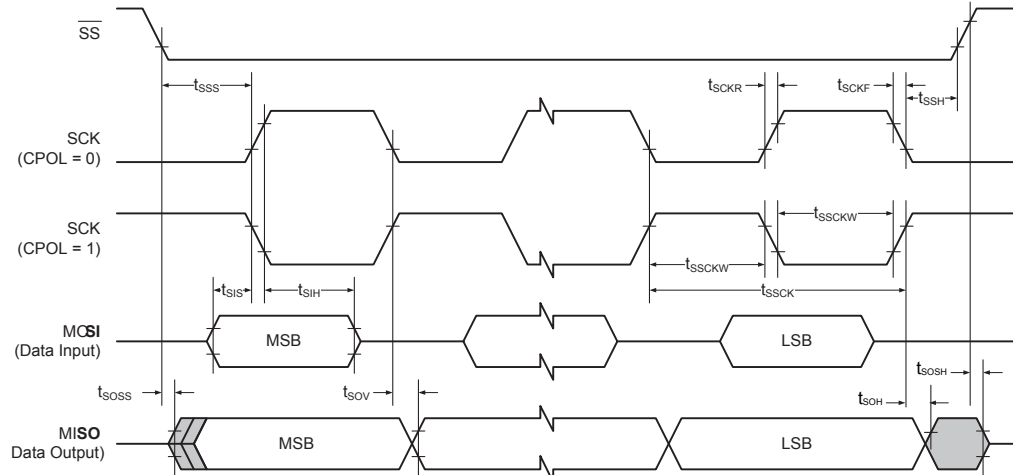 SS
tSSS
tSCKR
tSCKF
tSSH
SCK
(CPOL = 0)
SCK
(CPOL = 1)
tSSCKW
tSSCKW
tSSCK
tSIS
tSIH
MOSI
(Data Input)
MSB
LSB
tSOSS
tSOV
tSOH
tSOSH
MISO
Data Output)
MSB
LSB